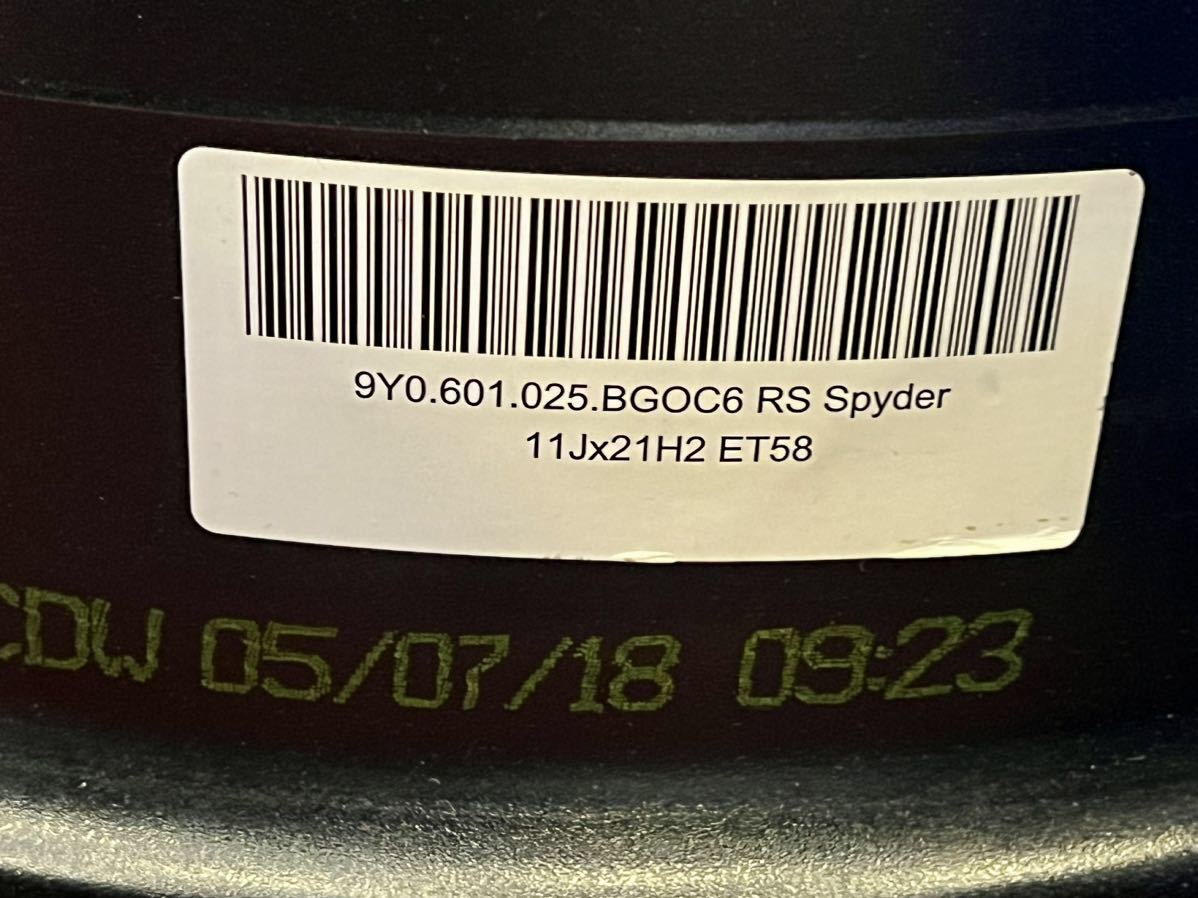 9Y0.601.025.BGOC6 RS Spyder
11Jx21H2 ET58
CDW 05/07/18 09:23